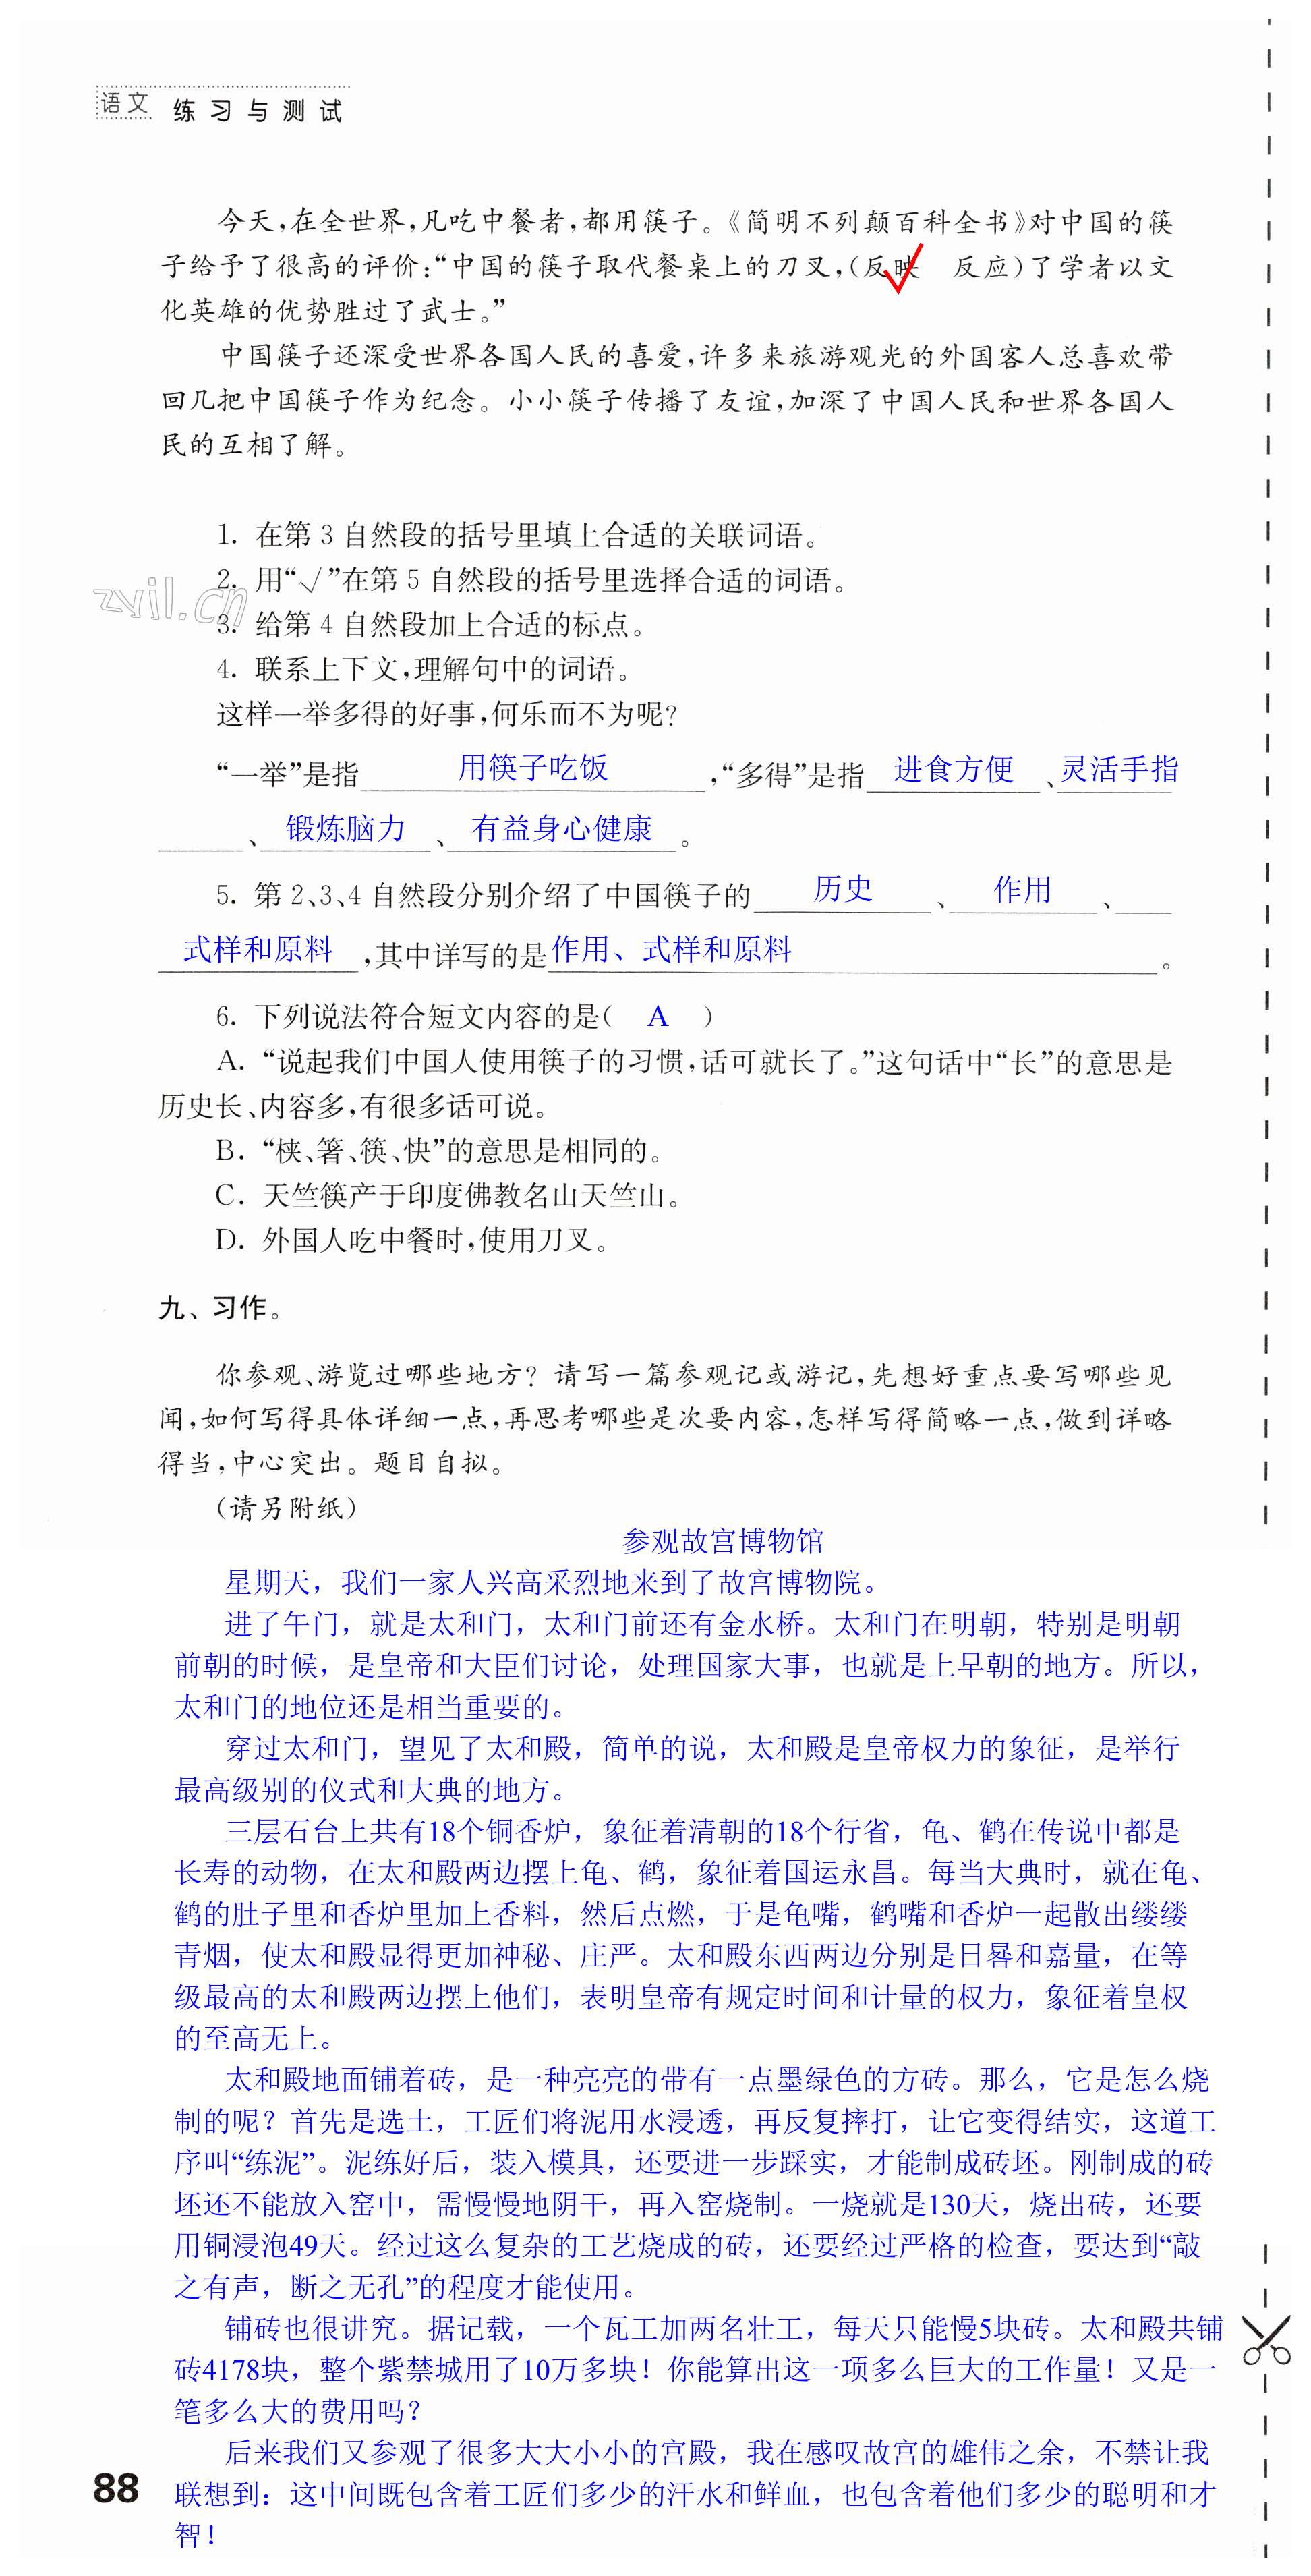 语文 练习与测试
今天,在全世界,凡吃中餐者,都用筷子。《简明不列颠百科全书》对中国的筷
子给予了很高的评价:“中国的筷子取代餐桌上的刀叉,(反映√ 反应)了学者以文
化英雄的优势胜过了武士。”
中国筷子还深受世界各国人民的喜爱,许多来旅游观光的外国客人总喜欢带
回几把中国筷子作为纪念。小小筷子传播了友谊,加深了中国人民和世界各国人
民的互相了解。
1. 在第 3 自然段的括号里填上合适的关联词语。
2. 用“√”在第 5 自然段的括号里选择合适的词语。
zyil.cn
3. 给第 4 自然段加上合适的标点。
4. 联系上下文,理解句中的词语。
这样一举多得的好事,何乐而不为呢?
“一举”是指 用筷子吃饭 ,“多得”是指 进食方便 、灵活手指
、 锻炼脑力 、 有益身心健康 。
5. 第 2、3、4 自然段分别介绍了中国筷子的 历史 、 作用 、
式样和原料 ,其中详写的是 作用、式样和原料 。
6. 下列说法符合短文内容的是( A )
A. “说起我们中国人使用筷子的习惯,话可就长了。”这句话中“长”的意思是
历史长、内容多,有很多话可说。
B. “梜、箸、筷、快”的意思是相同的。
C. 天竺筷产于印度佛教名山天竺山。
D. 外国人吃中餐时,使用刀叉。
九、习作。
你参观、游览过哪些地方? 请写一篇参观记或游记,先想好重点要写哪些见
闻,如何写得具体详细一点,再思考哪些是次要内容,怎样写得简略一点,做到详略
得当,中心突出。题目自拟。
(请另附纸)
参观故宫博物馆
星期天，我们一家人兴高采烈地来到了故宫博物院。
进了午门，就是太和门，太和门前还有金水桥。太和门在明朝，特别是明朝
前朝的时候，是皇帝和大臣们讨论，处理国家大事，也就是上早朝的地方。所以，
太和门的地位还是相当重要的。
穿过太和门，望见了太和殿，简单的说，太和殿是皇帝权力的象征，是举行
最高级别的仪式和大典的地方。
三层石台上共有18个铜香炉，象征着清朝的18个行省，龟、鹤在传说中都是
长寿的动物，在太和殿两边摆上龟、鹤，象征着国运永昌。每当大典时，就在龟、
鹤的肚子里和香炉里加上香料，然后点燃，于是龟嘴，鹤嘴和香炉一起散出缕缕
青烟，使太和殿显得更加神秘、庄严。太和殿东西两边分别是日晷和嘉量，在等
级最高的太和殿两边摆上他们，表明皇帝有规定时间和计量的权力，象征着皇权
的至高无上。
太和殿地面铺着砖，是一种亮亮的带有一点墨绿色的方砖。那么，它是怎么烧
制的呢？首先是选土，工匠们将泥用水浸透，再反复摔打，让它变得结实，这道工
序叫“练泥”。泥练好后，装入模具，还要进一步踩实，才能制成砖坯。刚制成的砖
坯还不能放入窑中，需慢慢地阴干，再入窑烧制。一烧就是130天，烧出砖，还要
用铜浸泡49天。经过这么复杂的工艺烧成的砖，还要经过严格的检查，要达到“敲
之有声，断之无孔”的程度才能使用。
铺砖也很讲究。据记载，一个瓦工加两名壮工，每天只能慢5块砖。太和殿共铺
砖4178块，整个紫禁城用了10万多块！你能算出这一项多么巨大的工作量！又是一
笔多么大的费用吗？
后来我们又参观了很多大大小小的宫殿，我在感叹故宫的雄伟之余，不禁让我
联想到：这中间既包含着工匠们多少的汗水和鲜血，也包含着他们多少的聪明和才
智！
88